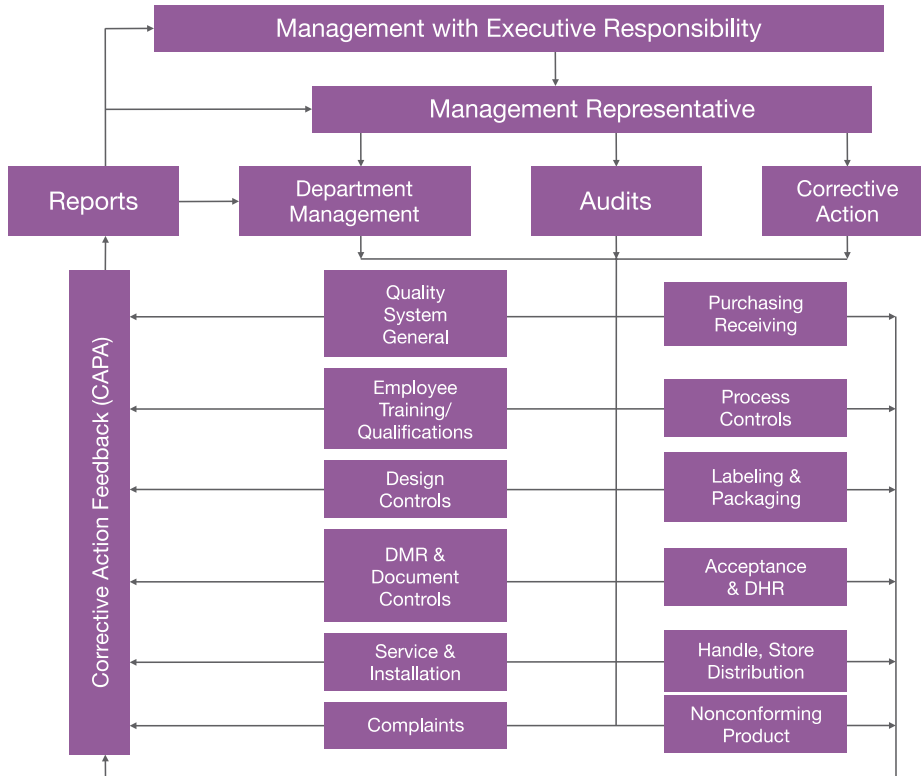 Management with Executive Responsibility
Management Representative
Reports
Department
Management
Audits
Corrective
Action
Corrective Action Feedback (CAPA)
Quality
System
General
Purchasing
Receiving
Employee
Training/
Qualifications
Process
Controls
Design
Controls
Labeling &
Packaging
DMR &
Document
Controls
Acceptance
& DHR
Service &
Installation
Handle, Store
Distribution
Complaints
Nonconforming
Product